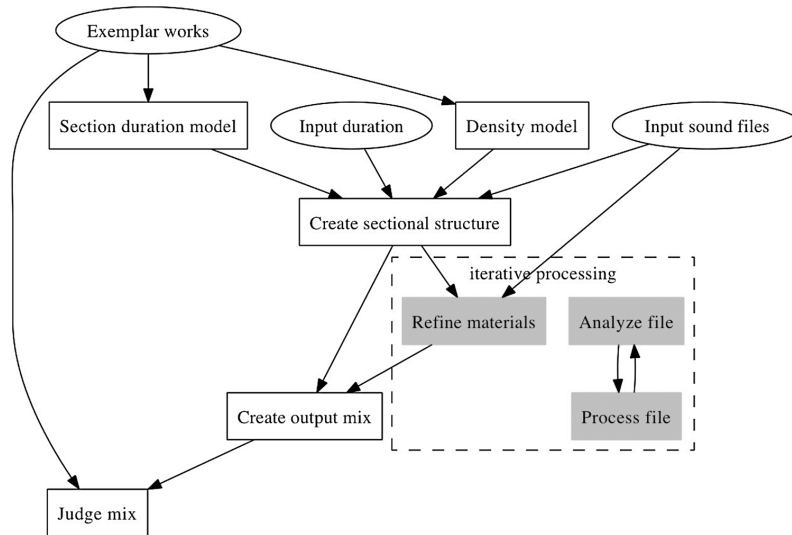 Exemplar works
Section duration model
Input duration
Density model
Input sound files
Create sectional structure
iterative processing
Refine materials
Analyze file
Create output mix
Process file
Judge mix